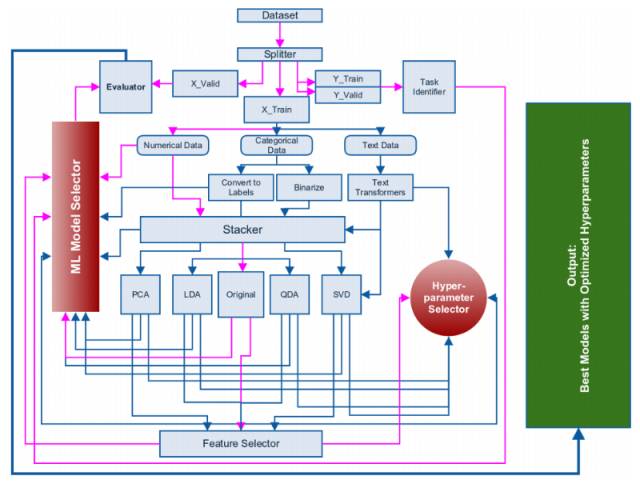 Dataset
Splitter
Evaluator
X_Valid
Y_Train
Y_Valid
Task
Identifier
X_Train
Numerical Data
Categorical
Data
Text Data
Convert to
Labels
Binarize
Text
Transformers
Stacker
ML Model Selector
PCA
LDA
Original
QDA
SVD
Hyper-
parameter
Selector
Feature Selector
Output:
Best Models with Optimized Hyperparameters